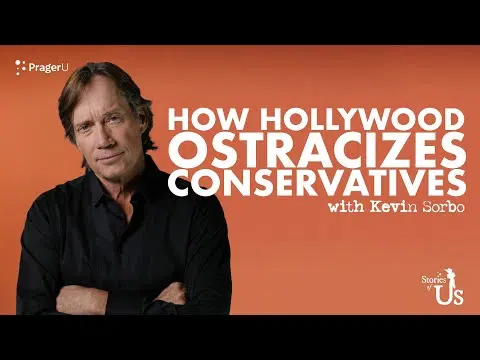 PragerU
HOW HOLLYWOOD
OSTRACIZES
CONSERVATIVES
with Kevin Sorbo
Stories
of Us